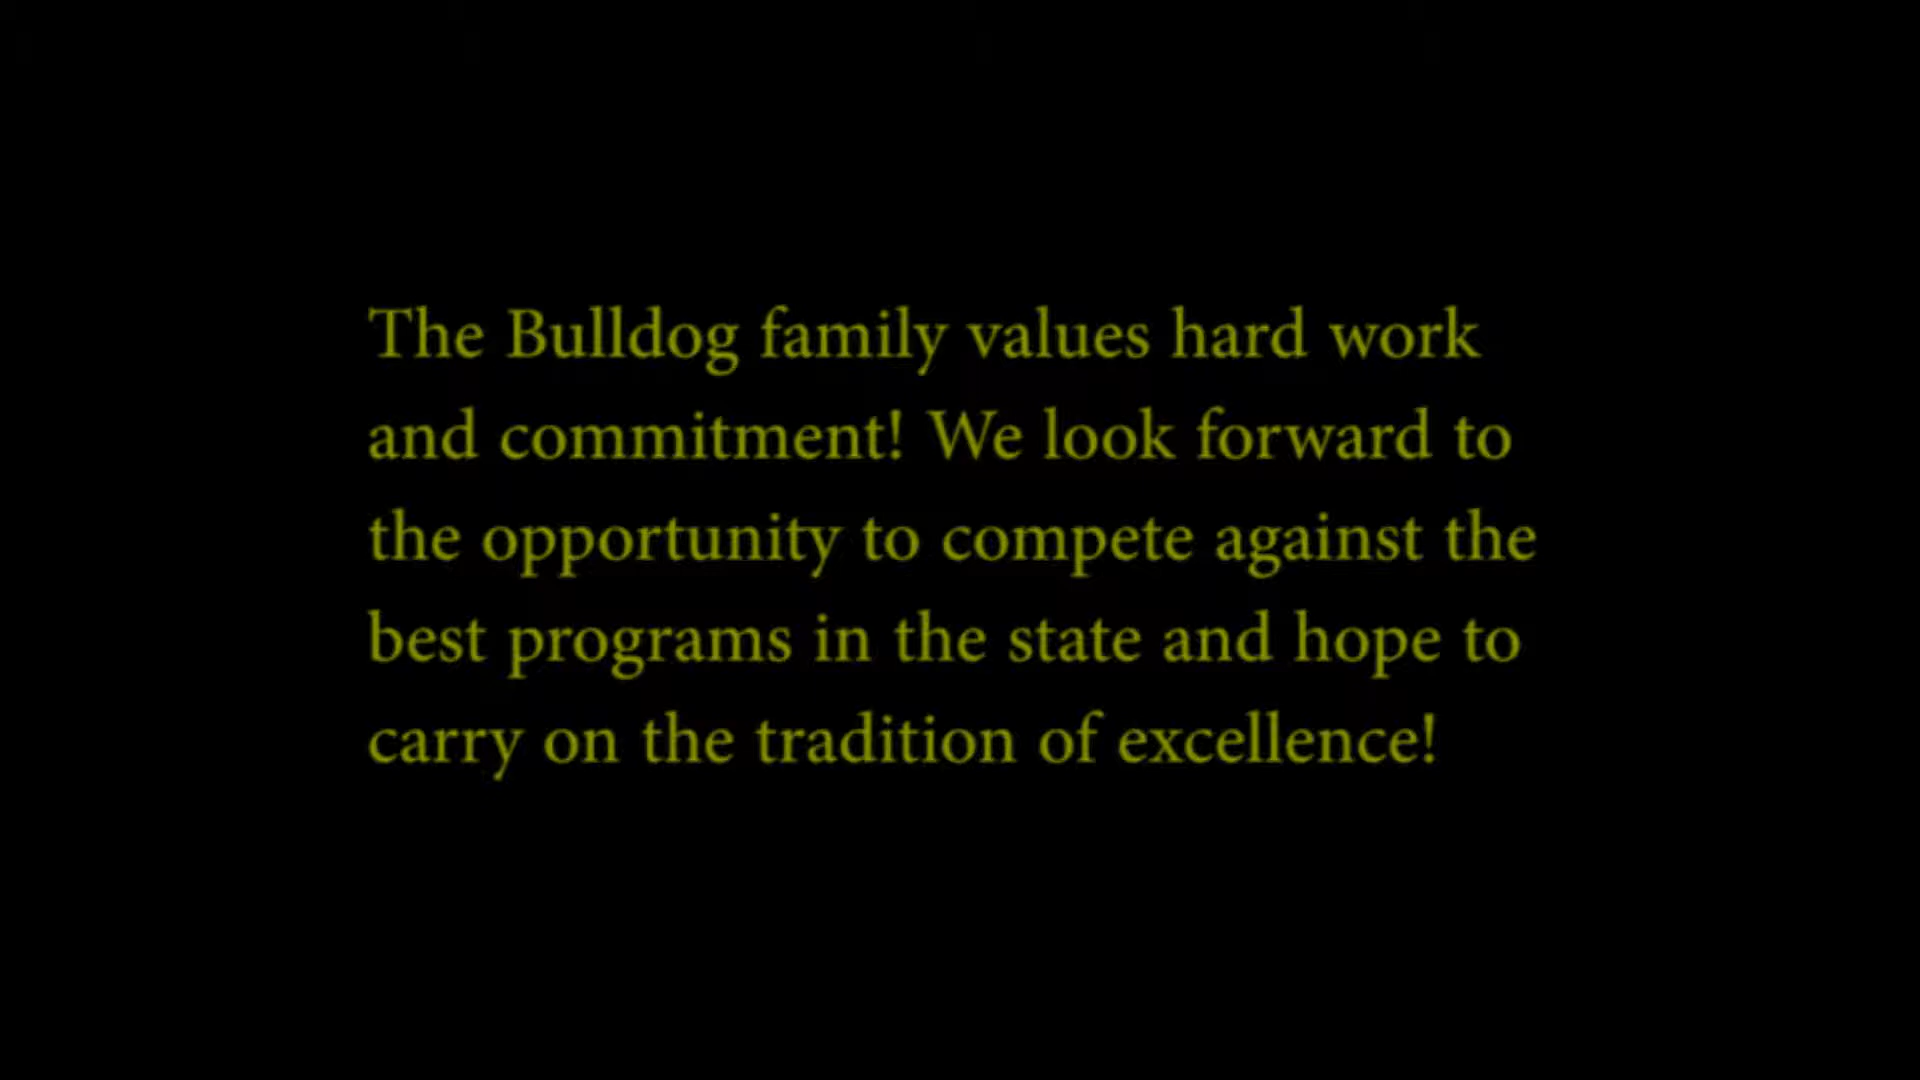 The Bulldog family values hard work
and commitment! We look forward to
the opportunity to compete against the
best programs in the state and hope to
carry on the tradition of excellence!